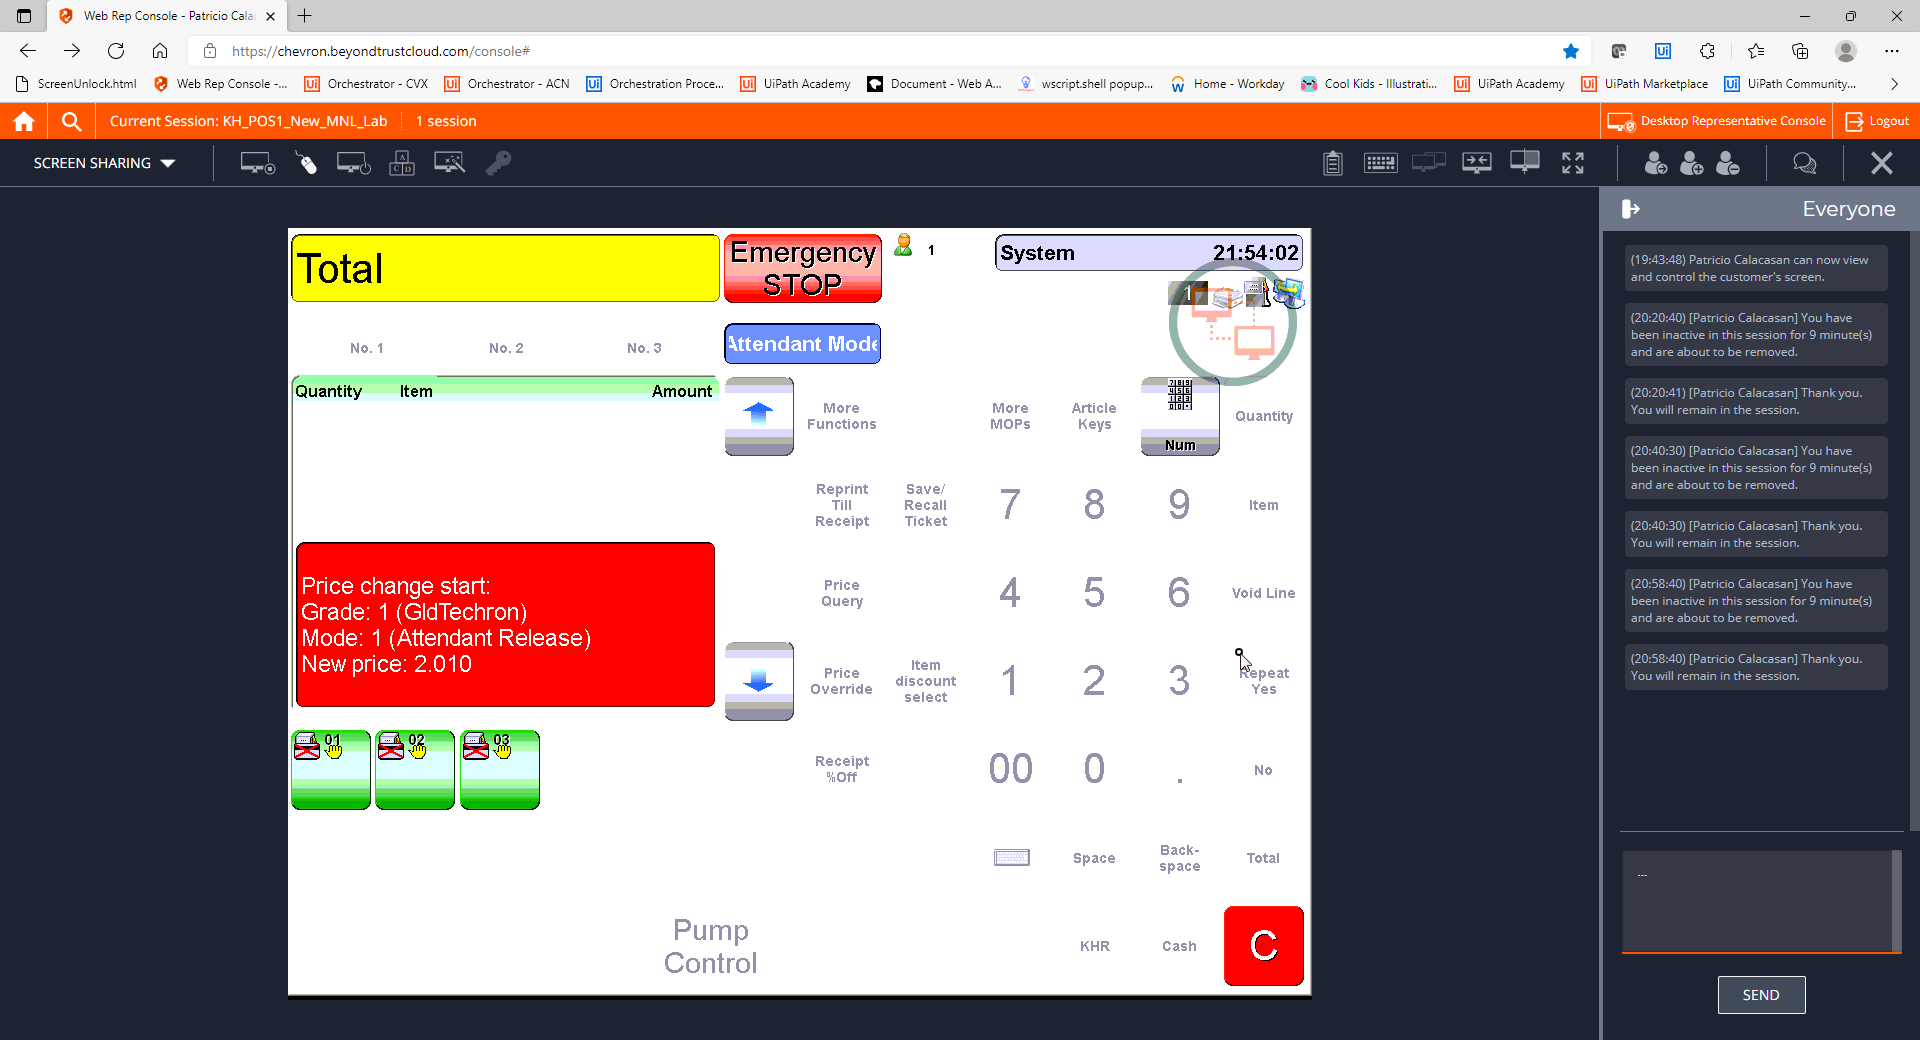 Web Rep Console - Patricio Cala
https://chevron.beyondtrustcloud.com/console#
ScreenUnlock.html
Web Rep Console -...
Orchestrator - CVX
Orchestrator - ACN
Orchestration Proce...
UiPath Academy
Document - Web A...
wscript.shell popup...
Home - Workday
Cool Kids - Illustrati...
UiPath Academy
UiPath Marketplace
UiPath Community...
Current Session: KH_POS1_New_MNL_Lab
1 session
Desktop Representative Console
Logout
SCREEN SHARING
Everyone
Total
Emergency
STOP
1
System
21:54:02
1
No. 1
No. 2
No. 3
Attendant Mode
Quantity
Item
Amount
More
Functions
More
MOPs
Article
Keys
Num
Quantity
Reprint
Till
Receipt
Save/
Recall
Ticket
7
8
9
Item
Price change start:
Grade: 1 (GldTechron)
Mode: 1 (Attendant Release)
New price: 2.010
Price
Query
4
5
6
Void Line
Price
Override
Item
discount
select
1
2
3
Repeat
Yes
01
02
03
Receipt
%Off
00
0
.
No
Space
Back-
space
Total
Pump
Control
KHR
Cash
C
(19:43:48) Patricio Calacasan can now view
and control the customer's screen.
(20:20:40) [Patricio Calacasan] You have
been inactive in this session for 9 minute(s)
and are about to be removed.
(20:20:41) [Patricio Calacasan] Thank you.
You will remain in the session.
(20:40:30) [Patricio Calacasan] You have
been inactive in this session for 9 minute(s)
and are about to be removed.
(20:40:30) [Patricio Calacasan] Thank you.
You will remain in the session.
(20:58:40) [Patricio Calacasan] You have
been inactive in this session for 9 minute(s)
and are about to be removed.
(20:58:40) [Patricio Calacasan] Thank you.
You will remain in the session.
...
SEND